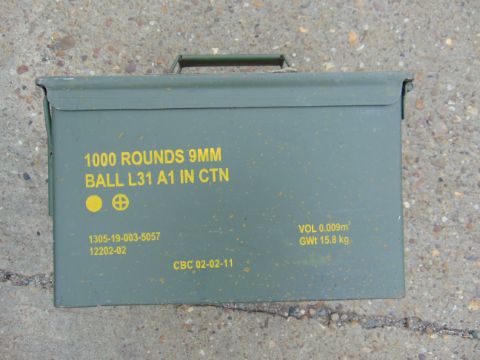 1000 ROUNDS 9MM
BALL L31 A1 IN CTN
1305-19-003-5057
12202-02
VOL 0.009m³
GWt 15.8 kg
CBC 02-02-11